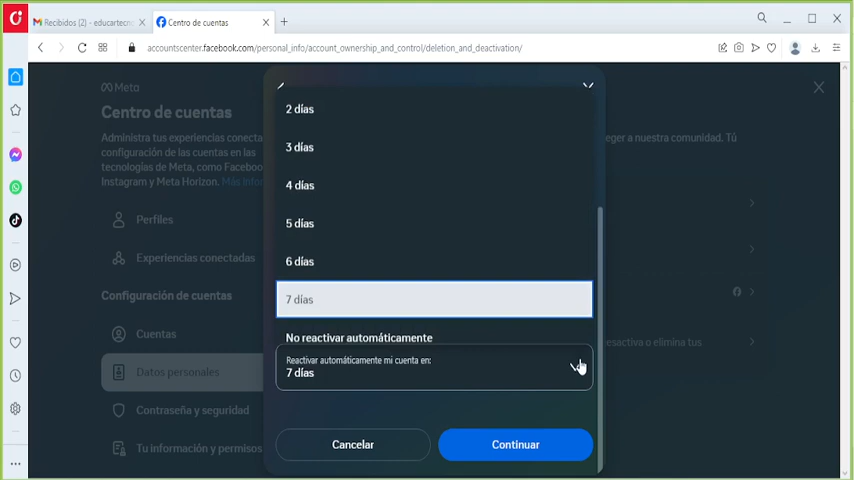 Recibidos (2) - educartecn
Centro de cuentas
accountscenter.facebook.com/personal_info/account_ownership_and_control/deletion_and_deactivation/
Meta
Centro de cuentas
Administra tus experiencias conecta
configuración de las cuentas en las
tecnologías de Meta, como Facebook
Instagram y Meta Horizon. Más infor
eger a nuestra comunidad. Tú
Perfiles
Experiencias conectadas
Configuración de cuentas
Cuentas
Datos personales
Contraseña y seguridad
Tu información y permisos
esactiva o elimina tus
2 días
3 días
4 días
5 días
6 días
7 días
No reactivar automáticamente
Reactivar automáticamente mi cuenta en:
7 días
Cancelar
Continuar